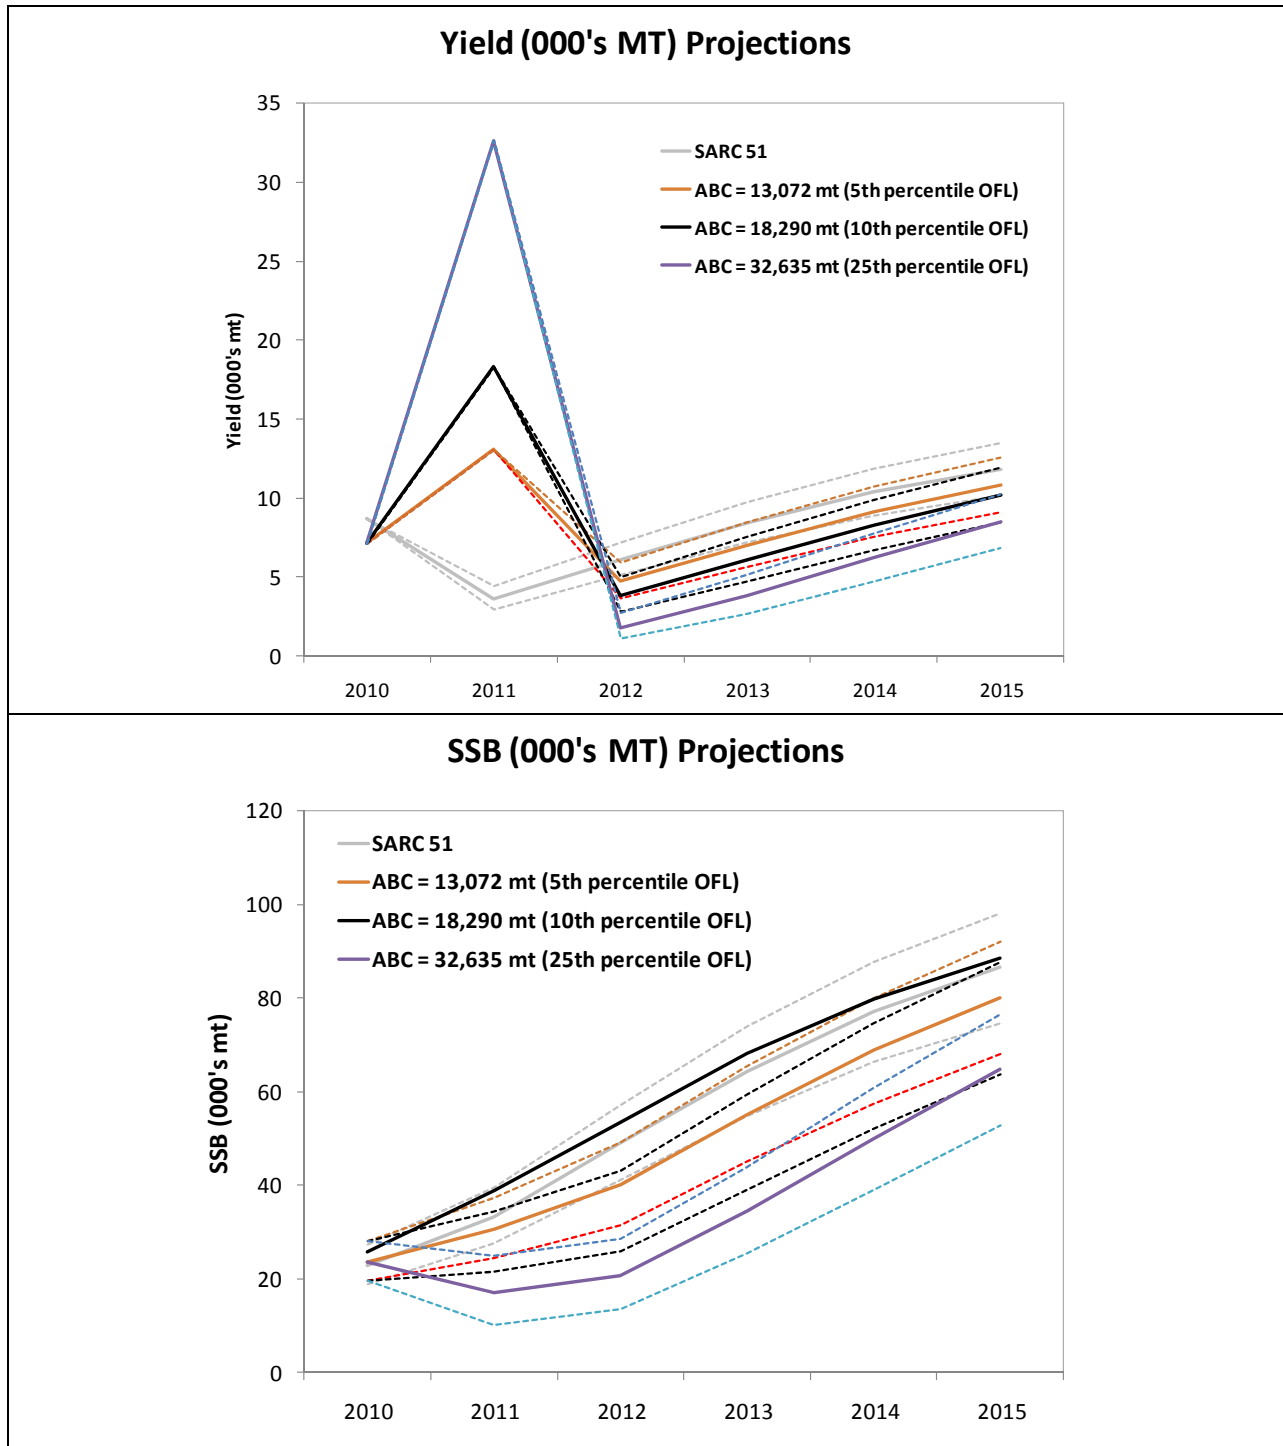 Yield (000's MT) Projections
35
30
25
20
15
10
5
0
Yield (000's mt)
SARC 51
ABC = 13,072 mt (5th percentile OFL)
ABC = 18,290 mt (10th percentile OFL)
ABC = 32,635 mt (25th percentile OFL)
2010 2011 2012 2013 2014 2015
SSB (000's MT) Projections
120
100
80
60
40
20
0
SSB (000's mt)
SARC 51
ABC = 13,072 mt (5th percentile OFL)
ABC = 18,290 mt (10th percentile OFL)
ABC = 32,635 mt (25th percentile OFL)
2010 2011 2012 2013 2014 2015